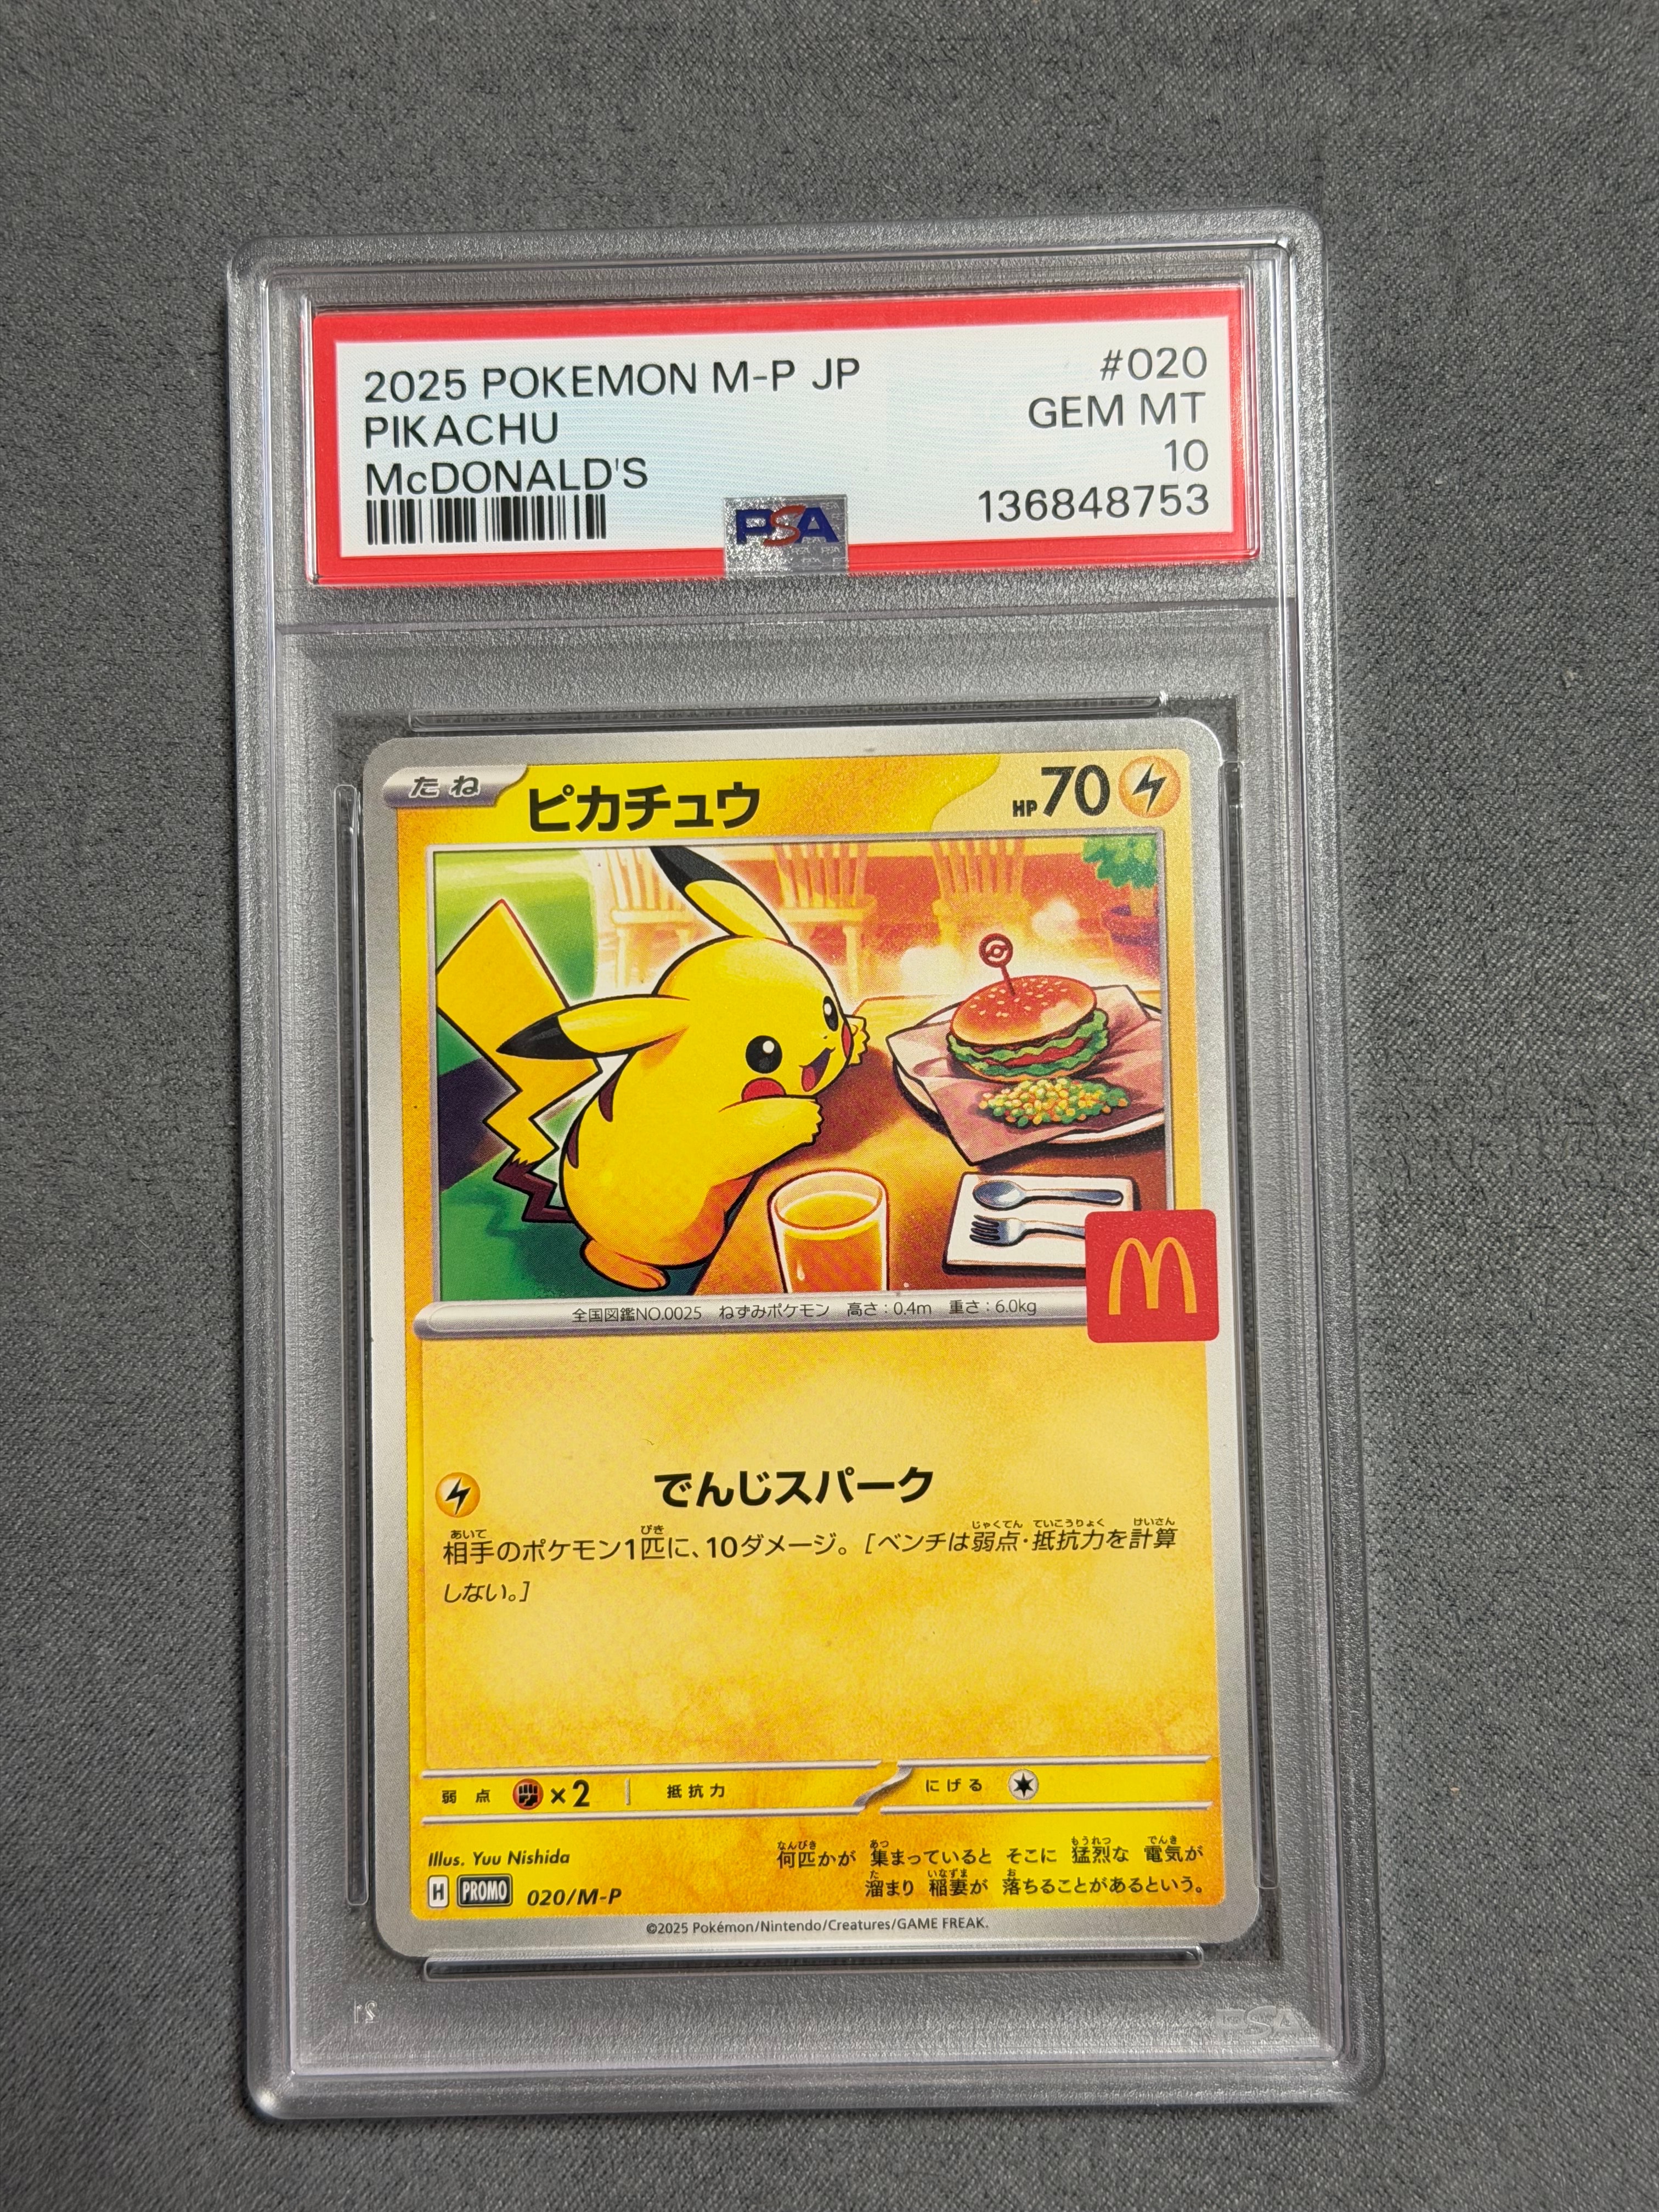 2025 POKEMON M-P JP #020
PIKACHU GEM MT
McDONALD'S 10
136848753
PSA
たね ピカチュウ HP70
全国図鑑NO.0025 ねずみポケモン 高さ:0.4m 重さ:6.0kg
でんじスパーク
相手のポケモン1匹に、10ダメージ。[ベンチは弱点・抵抗力を計算
しない。]
弱点 ×2 抵抗力 にげる
Illus. Yuu Nishida
何匹かが 集まっていると そこに 猛烈な 電気が
溜まり 稲妻が 落ちることがあるという。
H PROMO 020/M-P
©2025 Pokémon/Nintendo/Creatures/GAME FREAK.
PSA